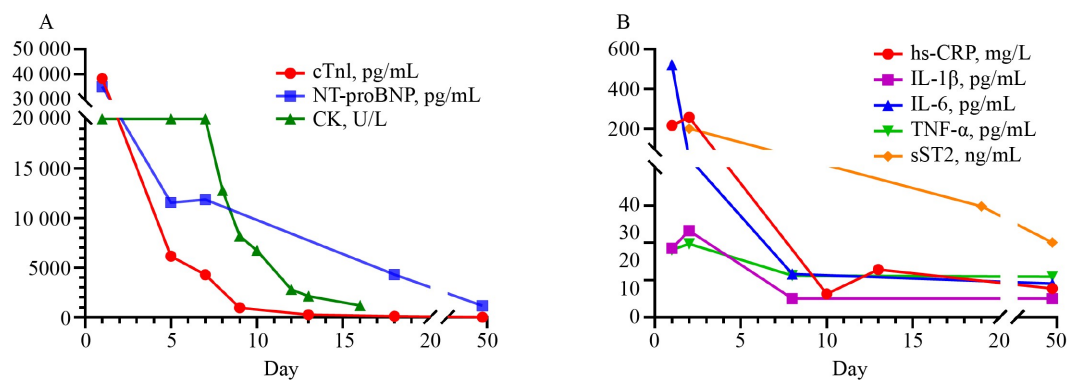 A
50 000
40 000
30 000
20 000
15 000
10 000
5000
0
0
5
10
15
20
50
Day
cTnl, pg/mL
NT-proBNP, pg/mL
CK, U/L
B
600
400
200
40
30
20
10
0
0
5
10
15
20
50
Day
hs-CRP, mg/L
IL-1β, pg/mL
IL-6, pg/mL
TNF-α, pg/mL
sST2, ng/mL